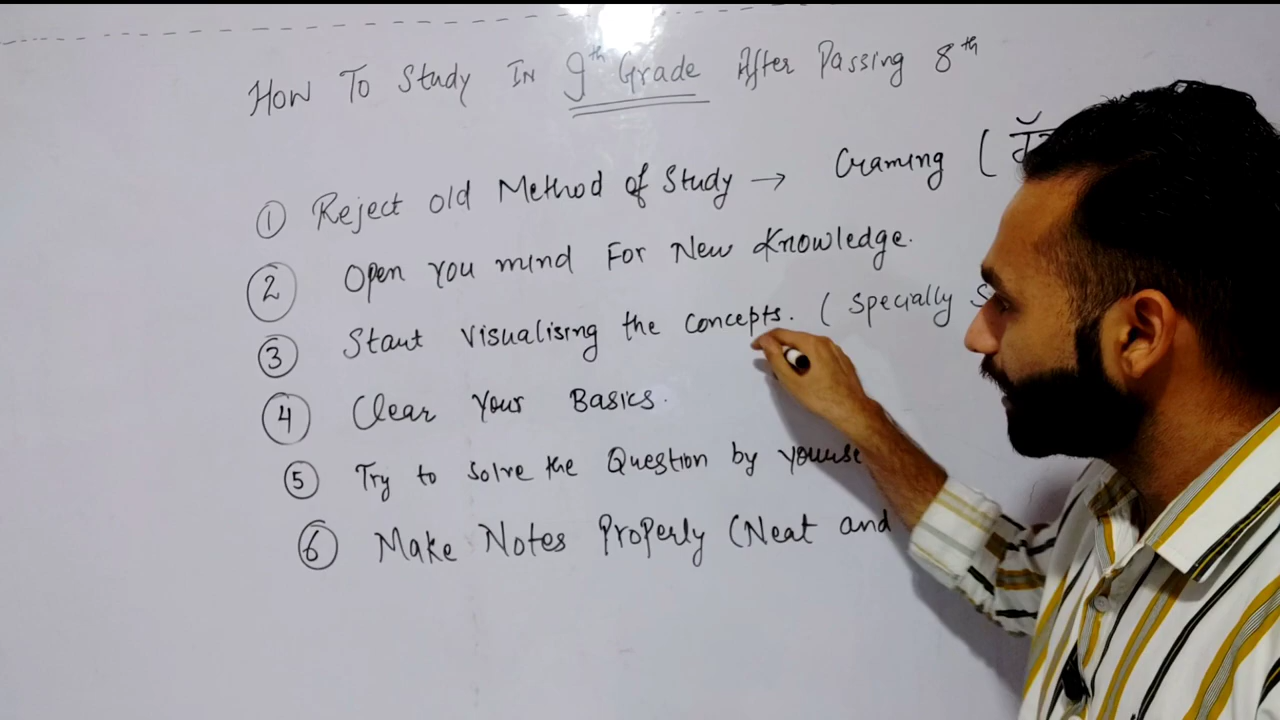 How To Study In 9th Grade After Passing 8th
① Reject old Method of Study → Craming (
② Open you mind For New Knowledge.
③ Start Visualising the concepts. ( Specially S
④ Clear Your Basics.
⑤ Try to solve the Question by yourse
⑥ Make Notes Properly (Neat and